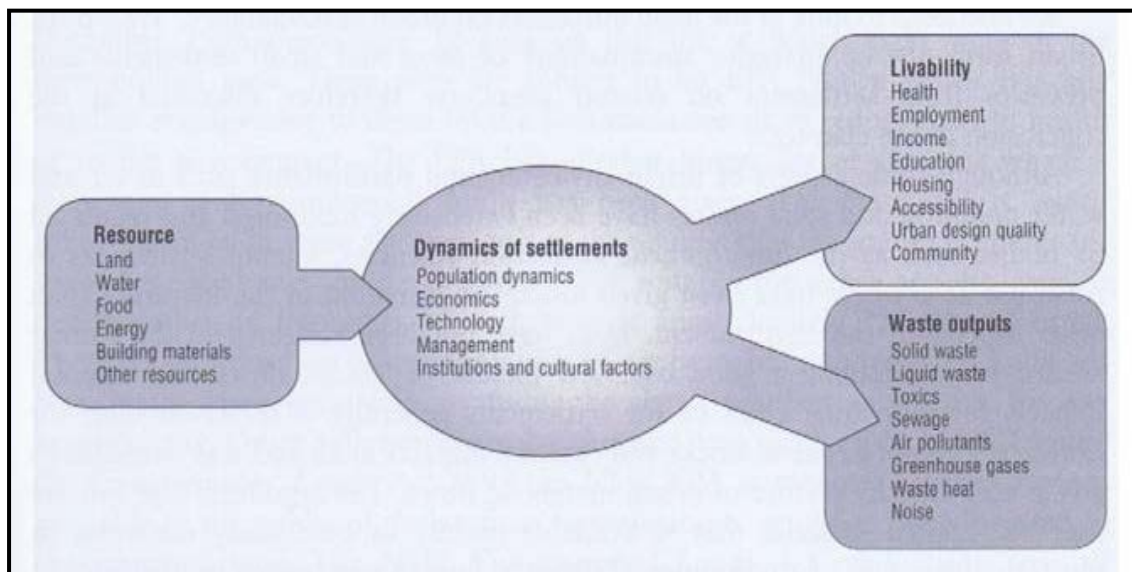 Resource
Land
Water
Food
Energy
Building materials
Other resources
Dynamics of settlements
Population dynamics
Economics
Technology
Management
Institutions and cultural factors
Livability
Health
Employment
Income
Education
Housing
Accessibility
Urban design quality
Community
Waste outputs
Solid waste
Liquid waste
Toxics
Sewage
Air pollutants
Greenhouse gases
Waste heat
Noise